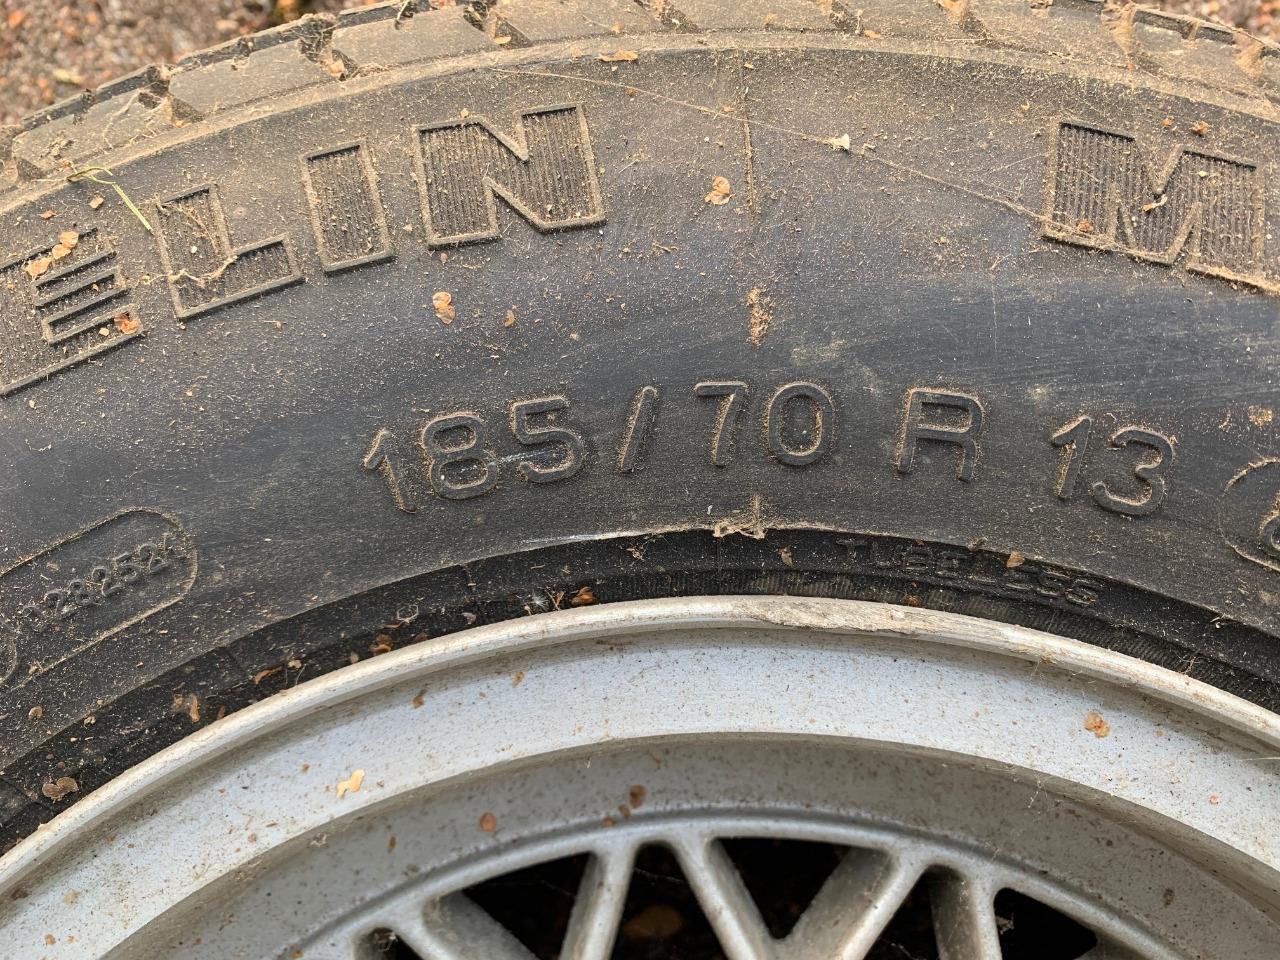 ELIN M
185/70 R 13
TUBELESS